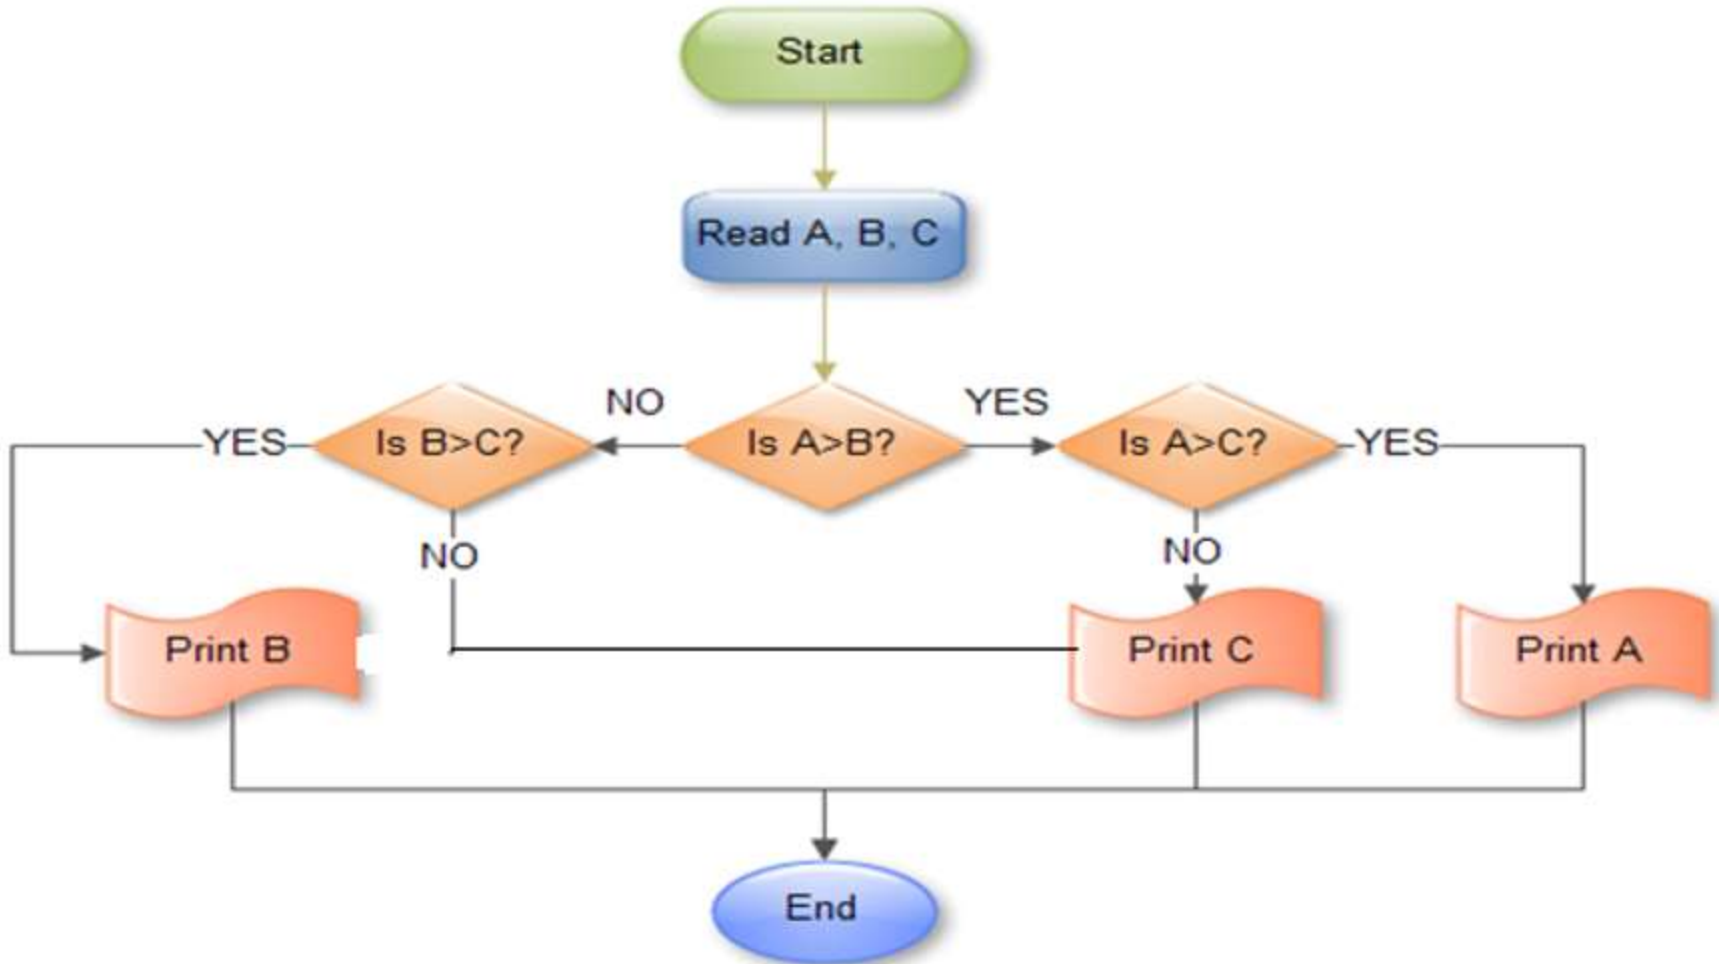 Start
Read A, B, C
NO
YES
YES
Is B>C?
Is A>B?
Is A>C?
YES
NO
NO
Print B
Print C
Print A
End